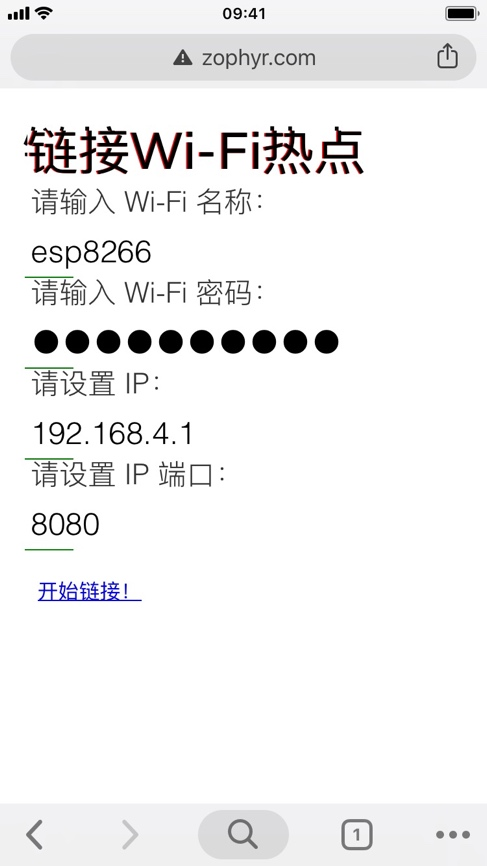 09:41
zophyr.com
链接Wi-Fi热点
请输入 Wi-Fi 名称：
esp8266
请输入 Wi-Fi 密码：
●●●●●●●●●●
请设置 IP：
192.168.4.1
请设置 IP 端口：
8080
开始链接！
1